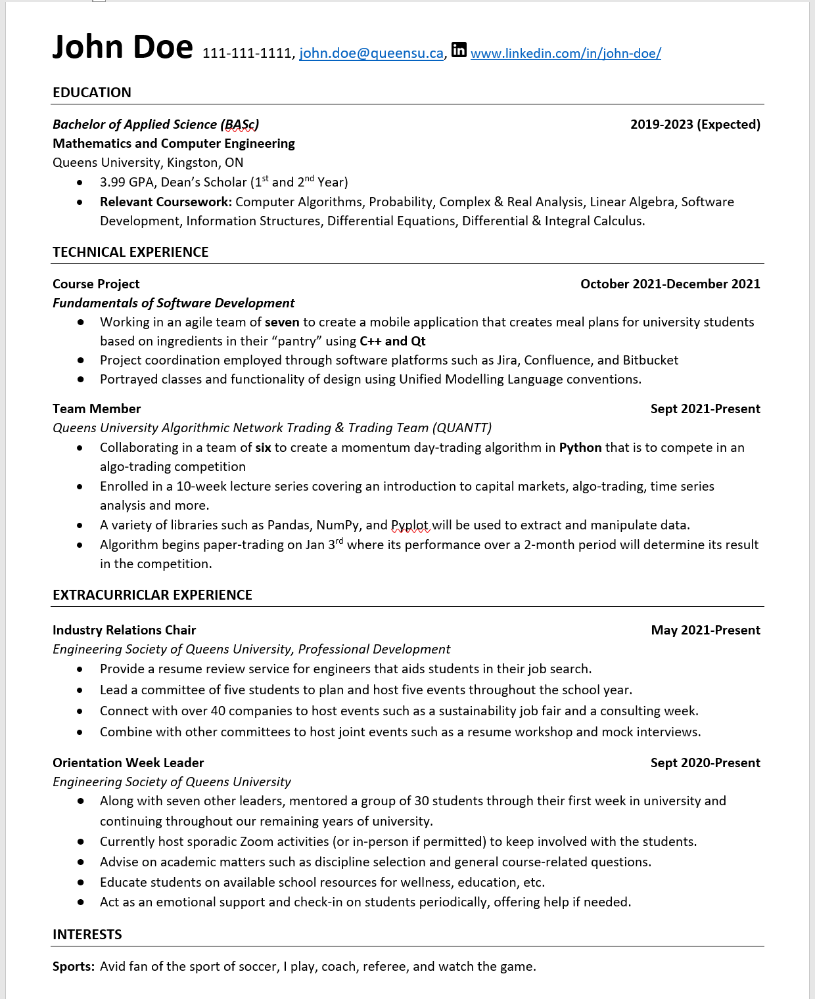 John Doe 111-111-1111, john.doe@queensu.ca, in www.linkedin.com/in/john-doe/
EDUCATION
Bachelor of Applied Science (BASc) 2019-2023 (Expected)
Mathematics and Computer Engineering
Queens University, Kingston, ON
• 3.99 GPA, Dean’s Scholar (1st and 2nd Year)
• Relevant Coursework: Computer Algorithms, Probability, Complex & Real Analysis, Linear Algebra, Software
Development, Information Structures, Differential Equations, Differential & Integral Calculus.
TECHNICAL EXPERIENCE
Course Project October 2021-December 2021
Fundamentals of Software Development
• Working in an agile team of seven to create a mobile application that creates meal plans for university students
based on ingredients in their “pantry” using C++ and Qt
• Project coordination employed through software platforms such as Jira, Confluence, and Bitbucket
• Portrayed classes and functionality of design using Unified Modelling Language conventions.
Team Member Sept 2021-Present
Queens University Algorithmic Network Trading & Trading Team (QUANTT)
• Collaborating in a team of six to create a momentum day-trading algorithm in Python that is to compete in an
algo-trading competition
• Enrolled in a 10-week lecture series covering an introduction to capital markets, algo-trading, time series
analysis and more.
• A variety of libraries such as Pandas, NumPy, and Pyplot will be used to extract and manipulate data.
• Algorithm begins paper-trading on Jan 3rd where its performance over a 2-month period will determine its result
in the competition.
EXTRACURRICLAR EXPERIENCE
Industry Relations Chair May 2021-Present
Engineering Society of Queens University, Professional Development
• Provide a resume review service for engineers that aids students in their job search.
• Lead a committee of five students to plan and host five events throughout the school year.
• Connect with over 40 companies to host events such as a sustainability job fair and a consulting week.
• Combine with other committees to host joint events such as a resume workshop and mock interviews.
Orientation Week Leader Sept 2020-Present
Engineering Society of Queens University
• Along with seven other leaders, mentored a group of 30 students through their first week in university and
continuing throughout our remaining years of university.
• Currently host sporadic Zoom activities (or in-person if permitted) to keep involved with the students.
• Advise on academic matters such as discipline selection and general course-related questions.
• Educate students on available school resources for wellness, education, etc.
• Act as an emotional support and check-in on students periodically, offering help if needed.
INTERESTS
Sports: Avid fan of the sport of soccer, I play, coach, referee, and watch the game.